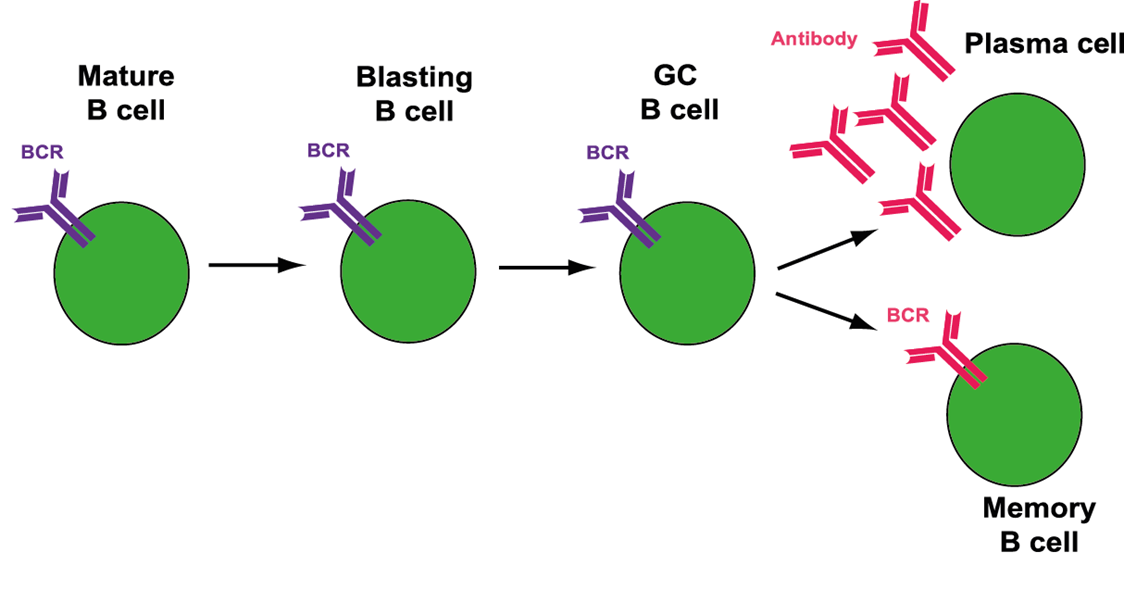 Mature
B cell
BCR
Blasting
B cell
BCR
GC
B cell
BCR
Antibody
Plasma cell
BCR
Memory
B cell